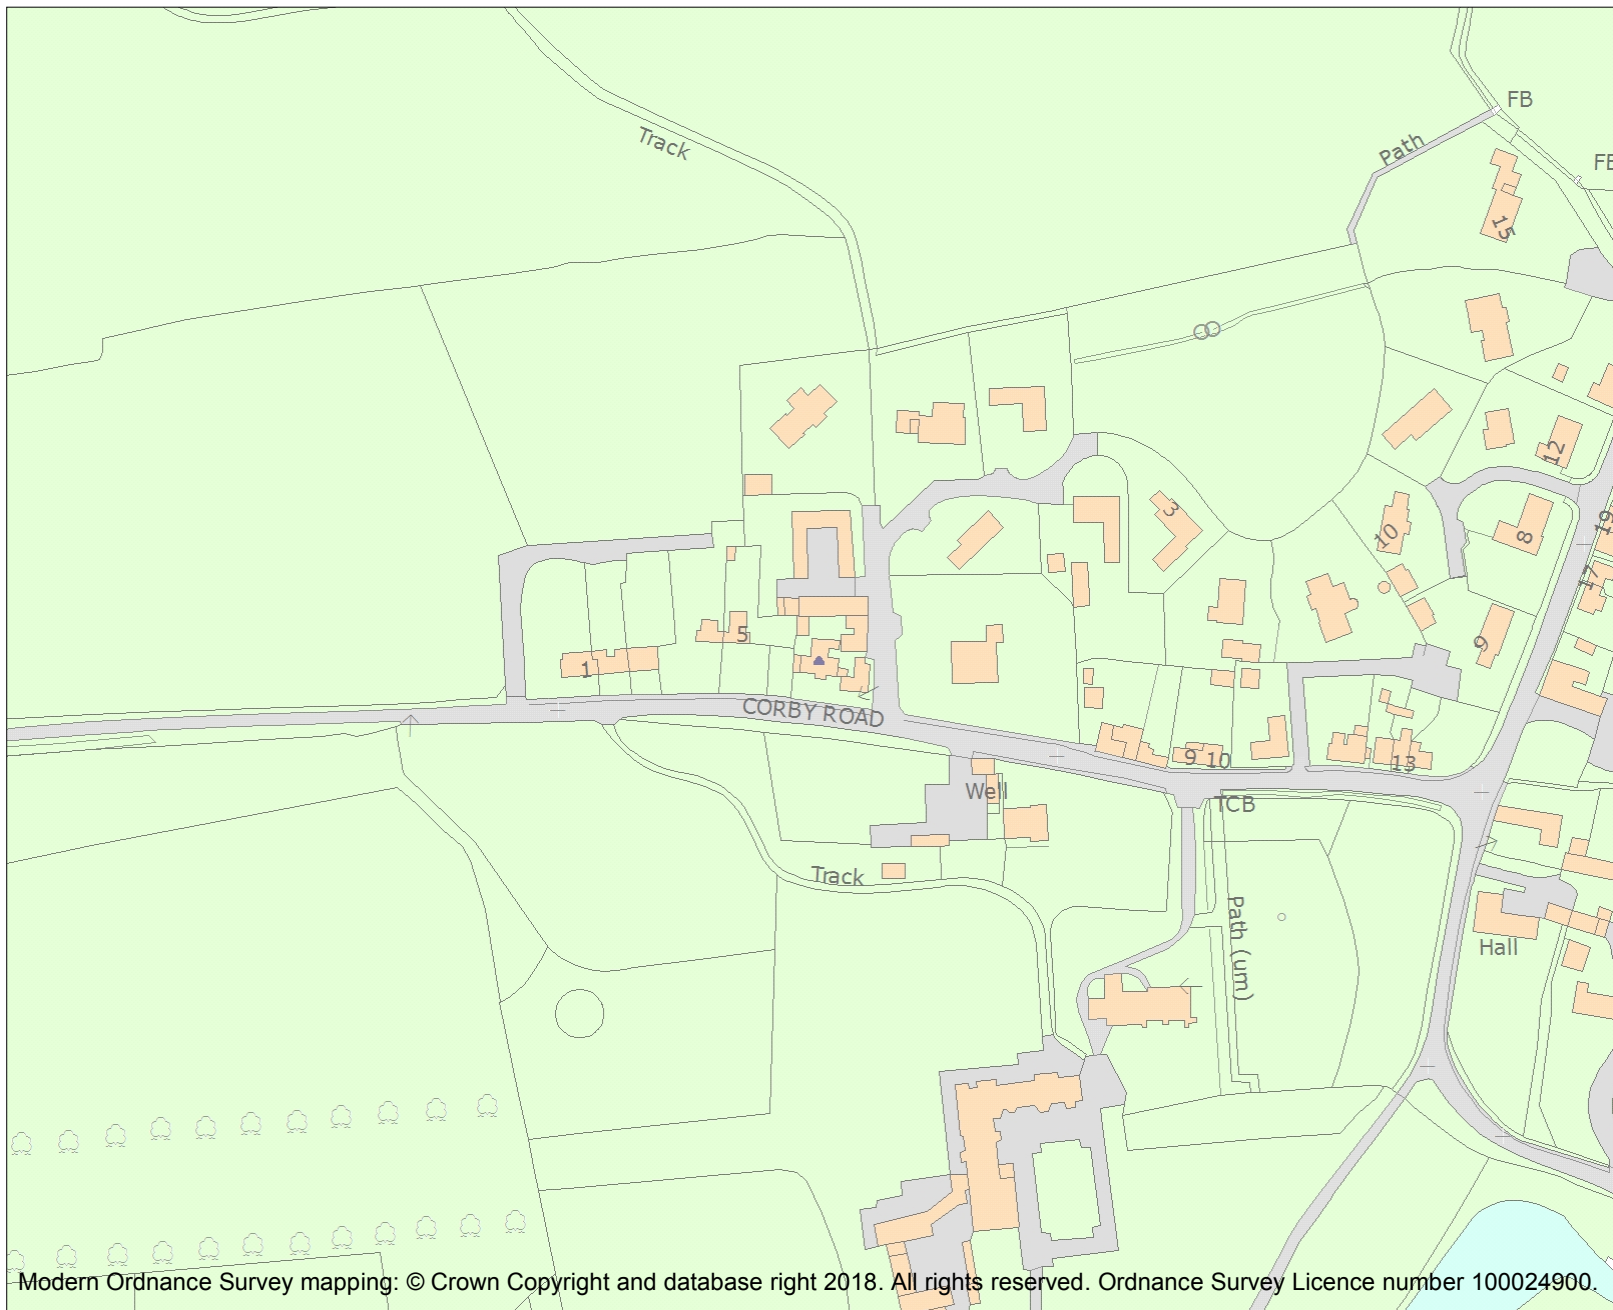 FB
Path
Track
15
12
3
19
10
8
17
5
9
1
CORBY ROAD
9 10
13
Well
TCB
Track
Path (um)
Hall
Modern Ordnance Survey mapping: © Crown Copyright and database right 2018. All rights reserved. Ordnance Survey Licence number 100024900.